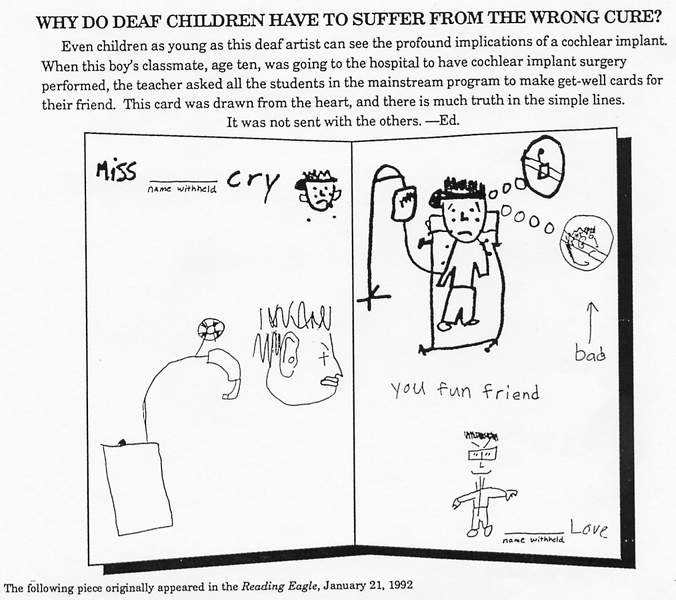 WHY DO DEAF CHILDREN HAVE TO SUFFER FROM THE WRONG CURE?
Even children as young as this deaf artist can see the profound implications of a cochlear implant.
When this boy's classmate, age ten, was going to the hospital to have cochlear implant surgery
performed, the teacher asked all the students in the mainstream program to make get-well cards for
their friend. This card was drawn from the heart, and there is much truth in the simple lines.
It was not sent with the others. —Ed.
Miss ______ cry
name withheld
bad
you fun friend
______ Love
name withheld
The following piece originally appeared in the Reading Eagle, January 21, 1992